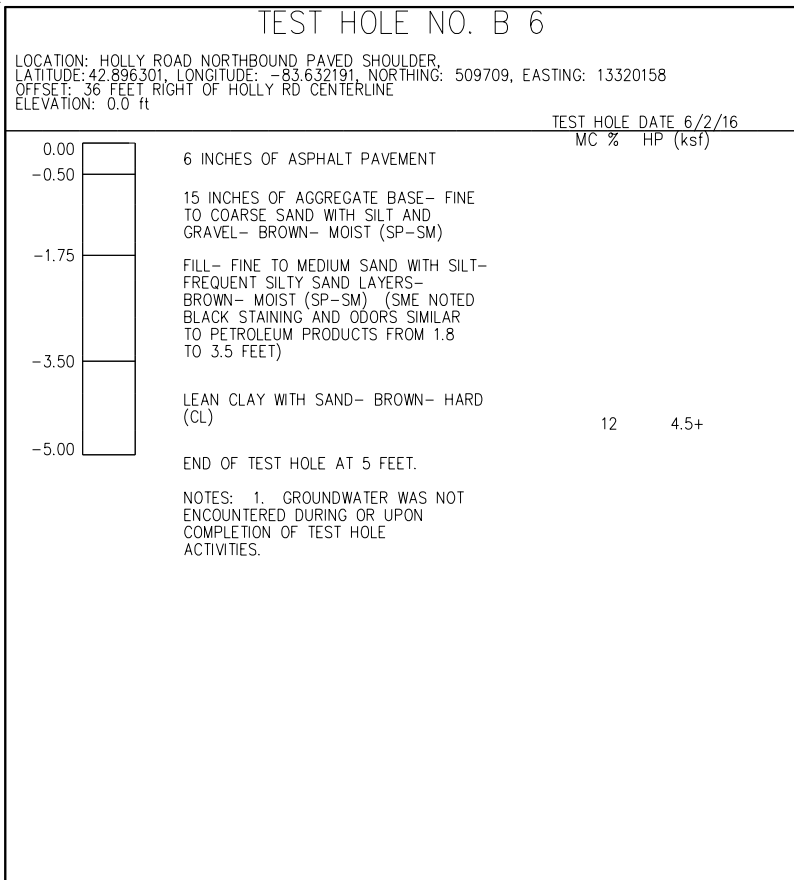 TEST HOLE NO. B 6
LOCATION: HOLLY ROAD NORTHBOUND PAVED SHOULDER,
LATITUDE: 42.896301, LONGITUDE: -83.632191, NORTHING: 509709, EASTING: 13320158
OFFSET: 36 FEET RIGHT OF HOLLY RD CENTERLINE
ELEVATION: 0.0 ft
TEST HOLE DATE 6/2/16
MC % HP (ksf)
0.00
6 INCHES OF ASPHALT PAVEMENT
-0.50
15 INCHES OF AGGREGATE BASE- FINE
TO COARSE SAND WITH SILT AND
GRAVEL- BROWN- MOIST (SP-SM)
-1.75
FILL- FINE TO MEDIUM SAND WITH SILT-
FREQUENT SILTY SAND LAYERS-
BROWN- MOIST (SP-SM) (SME NOTED
BLACK STAINING AND ODORS SIMILAR
TO PETROLEUM PRODUCTS FROM 1.8
TO 3.5 FEET)
-3.50
LEAN CLAY WITH SAND- BROWN- HARD
(CL)
12 4.5+
-5.00
END OF TEST HOLE AT 5 FEET.
NOTES: 1. GROUNDWATER WAS NOT
ENCOUNTERED DURING OR UPON
COMPLETION OF TEST HOLE
ACTIVITIES.